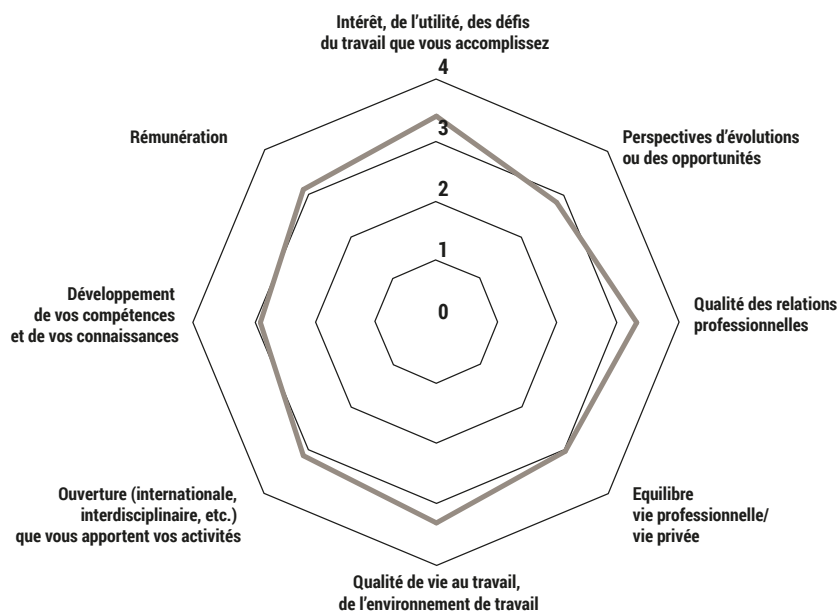 Intérêt, de l’utilité, des défis
du travail que vous accomplissez
4
Rémunération
3
Perspectives d’évolutions
ou des opportunités
2
1
Développement
de vos compétences
et de vos connaissances
0
Qualité des relations
professionnelles
Ouverture (internationale,
interdisciplinaire, etc.)
que vous apportent vos activités
Equilibre
vie professionnelle/
vie privée
Qualité de vie au travail,
de l’environnement de travail